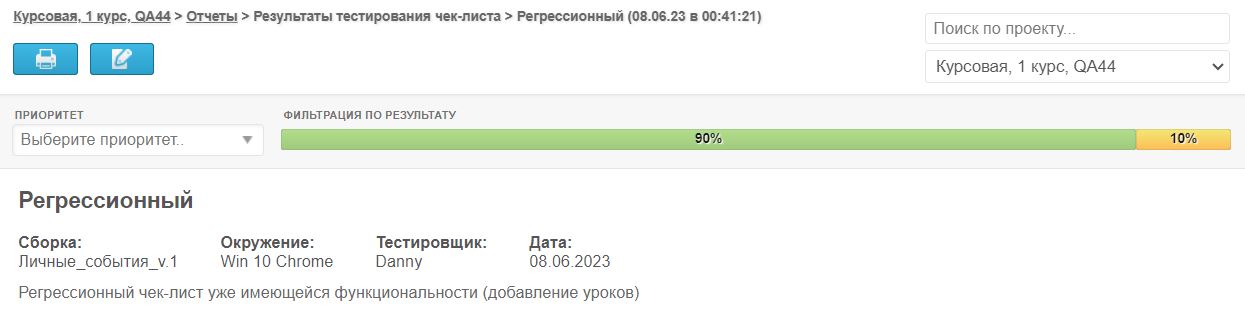 Курсовая, 1 курс, QA44 > Отчеты > Результаты тестирования чек-листа > Регрессионный (08.06.23 в 00:41:21)
Поиск по проекту...
Курсовая, 1 курс, QA44
ПРИОРИТЕТ
ФИЛЬТРАЦИЯ ПО РЕЗУЛЬТАТУ
Выберите приоритет..
90%
10%
Регрессионный
Сборка: Окружение: Тестировщик: Дата:
Личные_события_v.1 Win 10 Chrome Danny 08.06.2023
Регрессионный чек-лист уже имеющейся функциональности (добавление уроков)